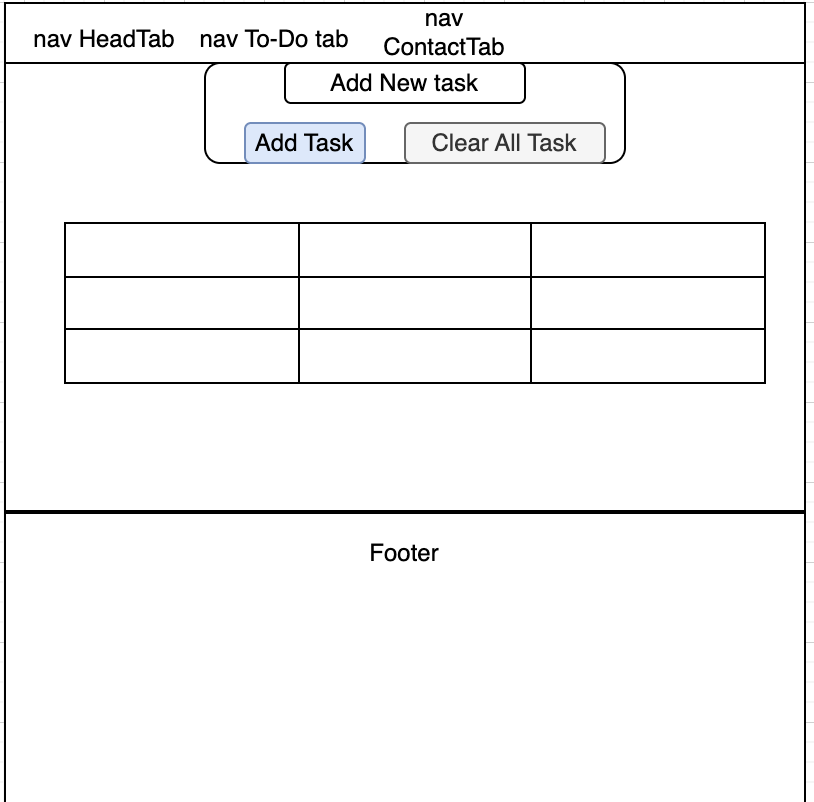 nav HeadTab
nav To-Do tab
nav
ContactTab
Add New task
Add Task
Clear All Task
Footer